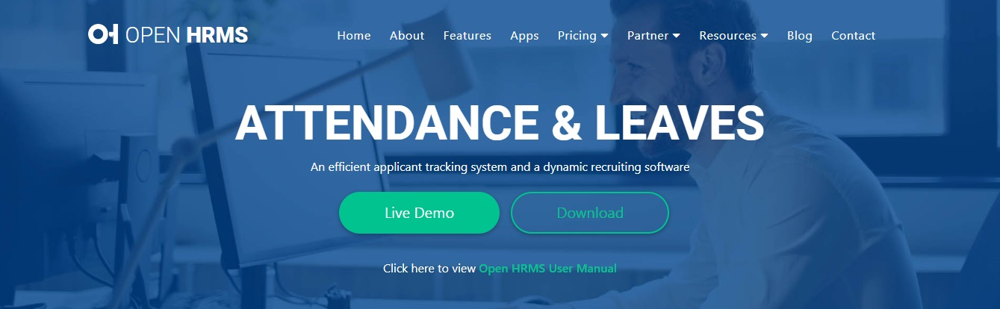 OPEN HRMS
Home About Features Apps Pricing Partner Resources Blog Contact
ATTENDANCE & LEAVES
An efficient applicant tracking system and a dynamic recruiting software
Live Demo Download
Click here to view Open HRMS User Manual